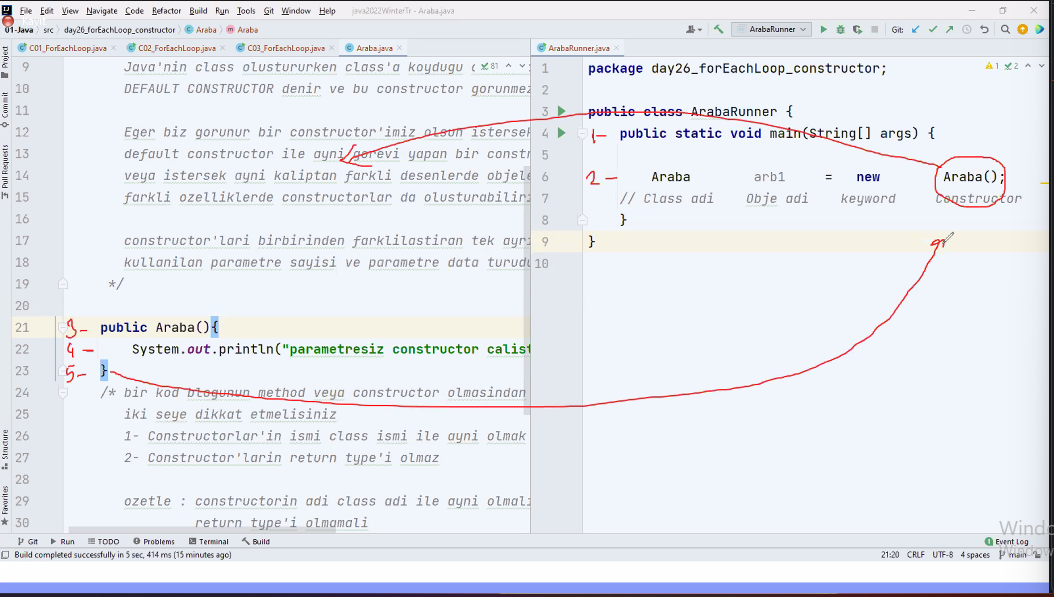 File Edit View Navigate Code Refactor Build Run Tools Git Window Help java2022WinterTr - Araba.java
01-Java src day26_forEachLoop_constructor Araba Araba ArabaRunner Git:
C01_ForEachLoop.java C02_ForEachLoop.java C03_ForEachLoop.java Araba.java ArabaRunner.java
Project
Commit
Pull Requests
Structure
Favorites
81
9 Java'nin class olustururken class'a koydugu
10 DEFAULT CONSTRUCTOR denir ve bu constructor gorunmez
11
12 Eger biz gorunur bir constructor'imiz olsun isterse
13 default constructor ile ayni gorevi yapan bir const
14 veya istersek ayni kaliptan farkli desenlerde objele
15 farkli ozelliklerde constructorlar da olusturabiliri
16
17 constructor'lari birbirinden farklilastiran tek ayri
18 kullanilan parametre sayisi ve parametre data turudu
19 */
20
21 3- public Araba(){
22 4- System.out.println("parametresiz constructor calist
23 5- }
24 /* bir kod blogunun method veya constructor olmasindan
25 iki seye dikkat etmelisiniz
26 1- Constructorlar'in ismi class ismi ile ayni olmak
27 2- Constructor'larin return type'i olmaz
28
29 ozetle : constructorin adi class adi ile ayni olmali
30 return type'i olmamali
1 2
1 package day26_forEachLoop_constructor;
2
3 public class ArabaRunner {
4 1- public static void main(String[] args) {
5
6 2- Araba arb1 = new Araba();
7 // Class adi Obje adi keyword Constructor
8 }
9 }
10
Git Run TODO Problems Terminal Build Event Log
Build completed successfully in 5 sec, 414 ms (15 minutes ago) 21:20 CRLF UTF-8 4 spaces main
Windo
Window